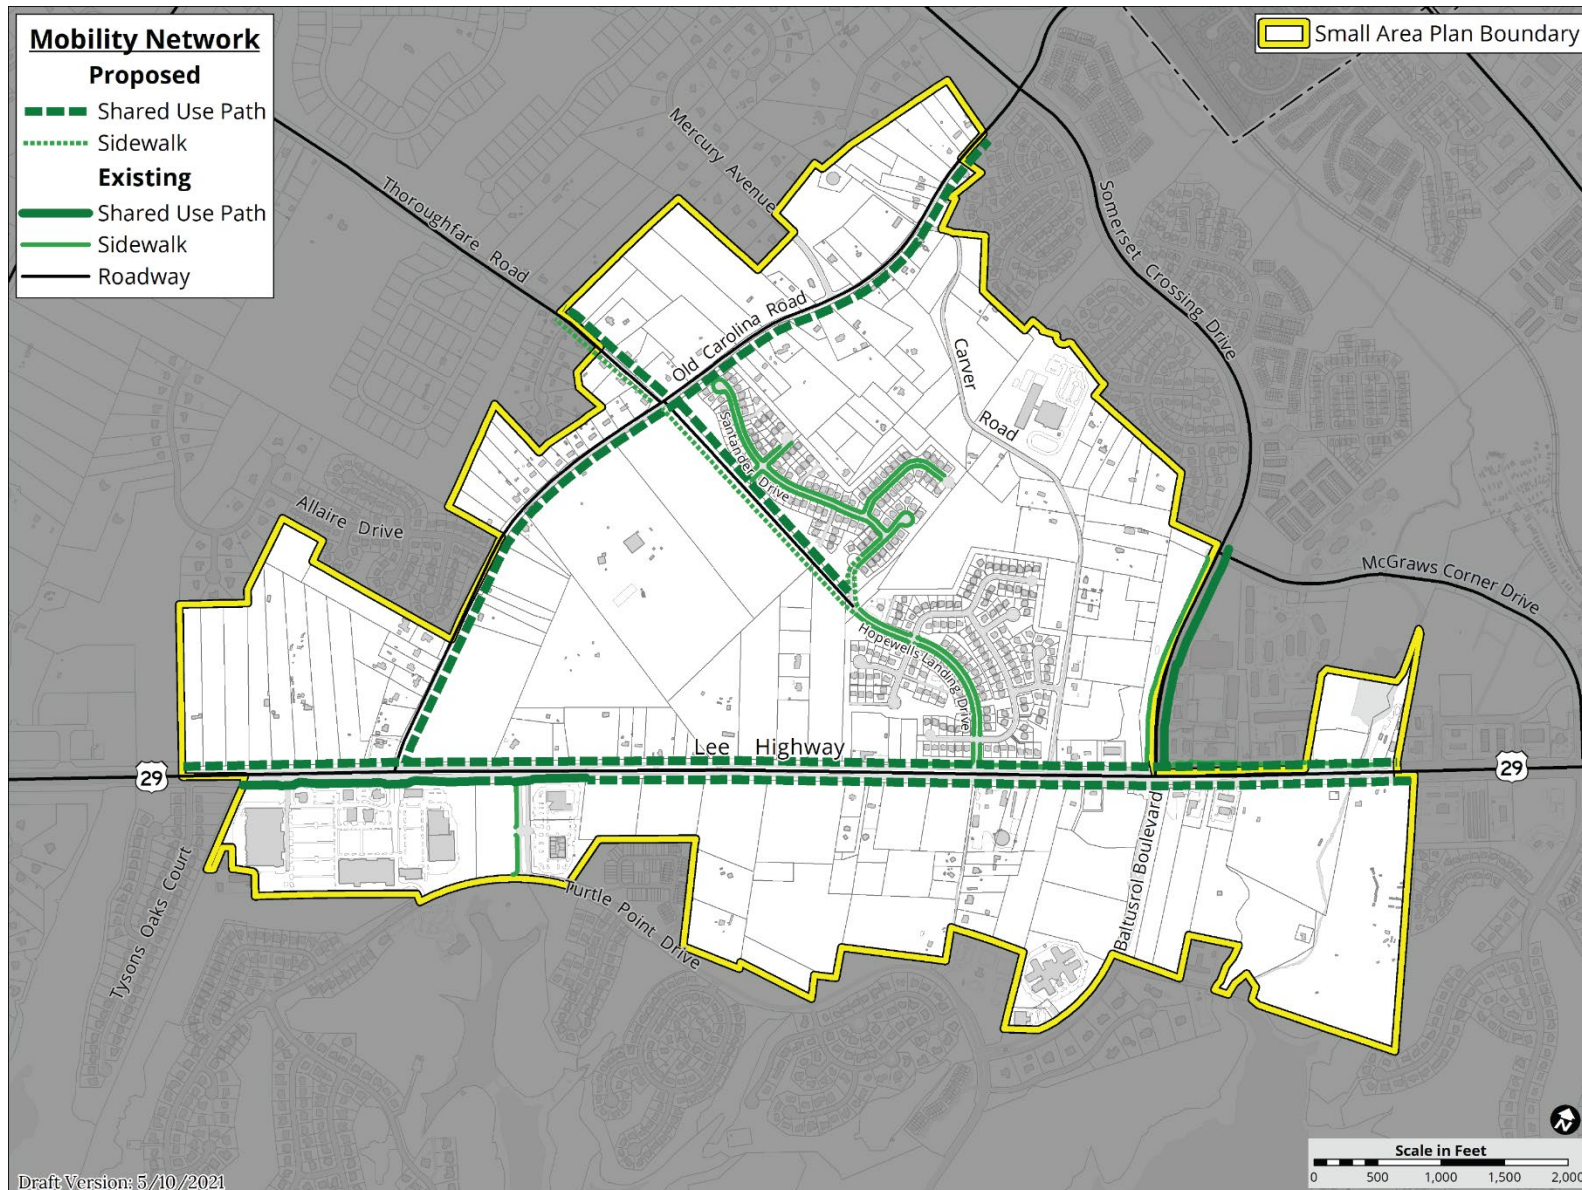 Mobility Network
Proposed
Shared Use Path
Sidewalk
Existing
Shared Use Path
Sidewalk
Roadway
Small Area Plan Boundary
Mercury Avenue
Thoroughfare Road
Somerset Crossing Drive
Old Carolina Road
Carver Road
Santander Drive
Allaire Drive
McGraws Corner Drive
Hopewells Landing Drive
Lee Highway
29
29
Tysons Oaks Court
Turtle Point Drive
Baltusrol Boulevard
N
Scale in Feet
0 500 1,000 1,500 2,000
Draft Version: 5/10/2021